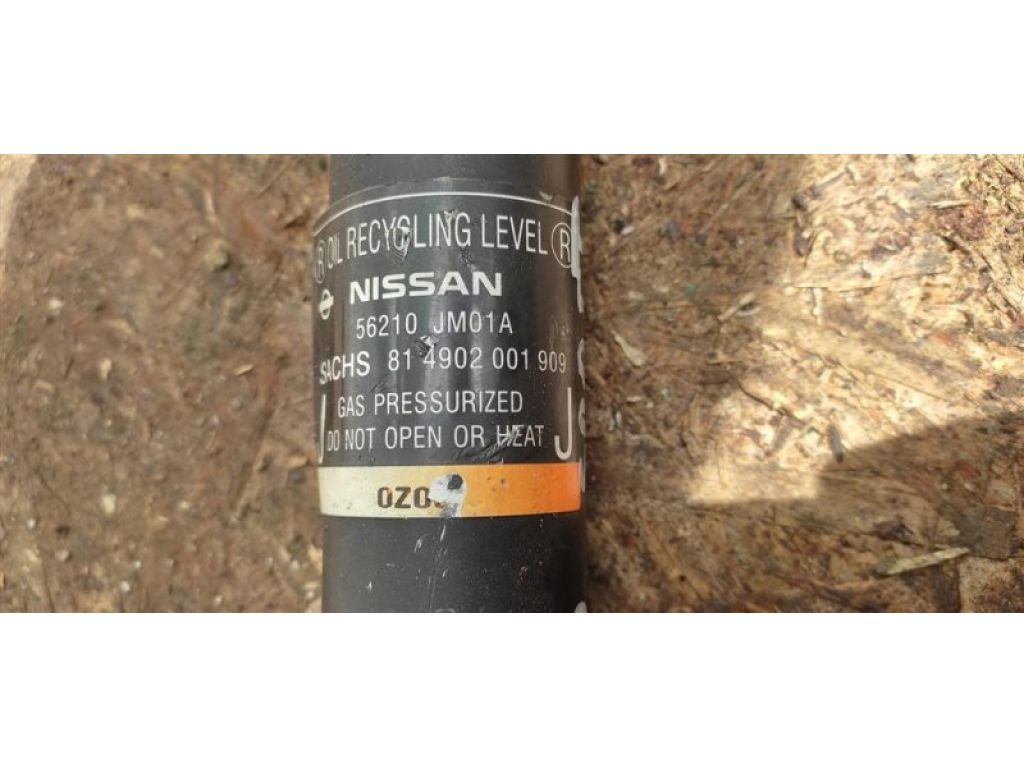 Ⓡ OIL RECYCLING LEVEL Ⓡ
NISSAN
56210 JM01A
SACHS 81 4902 001 909
J GAS PRESSURIZED J
DO NOT OPEN OR HEAT